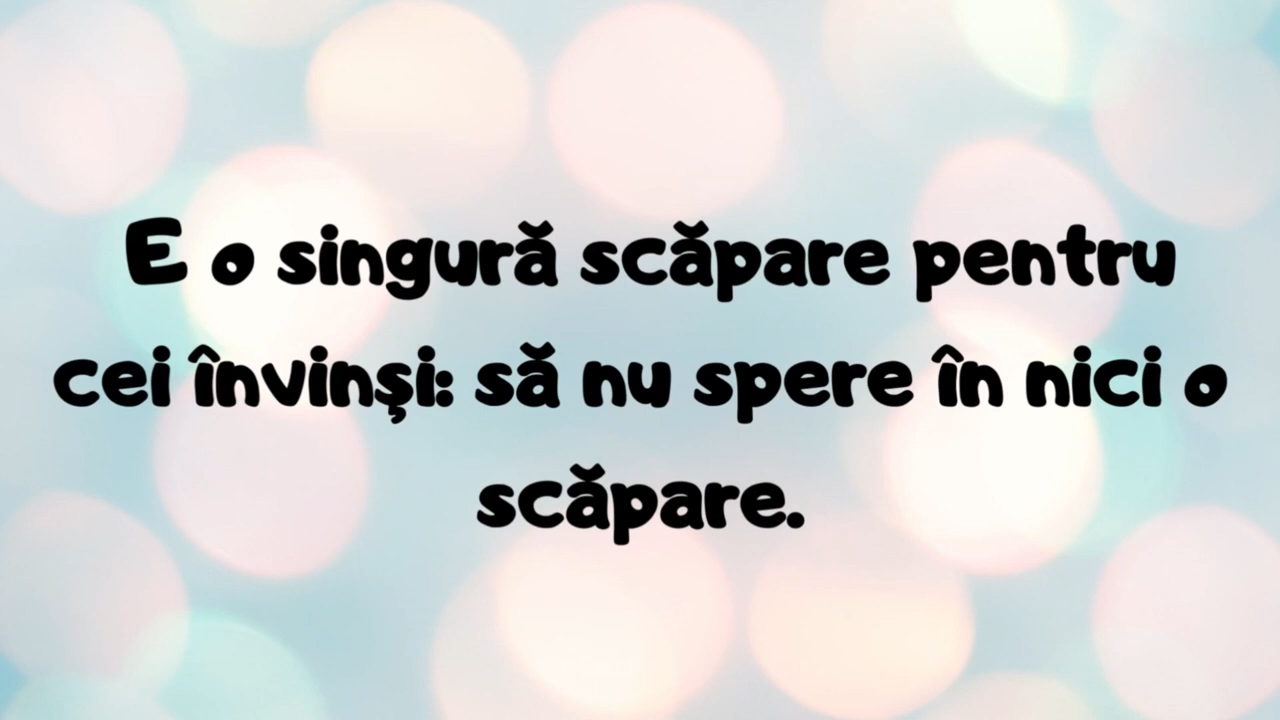 E o singură scăpare pentru
cei învinși: să nu spere în nici o
scăpare.